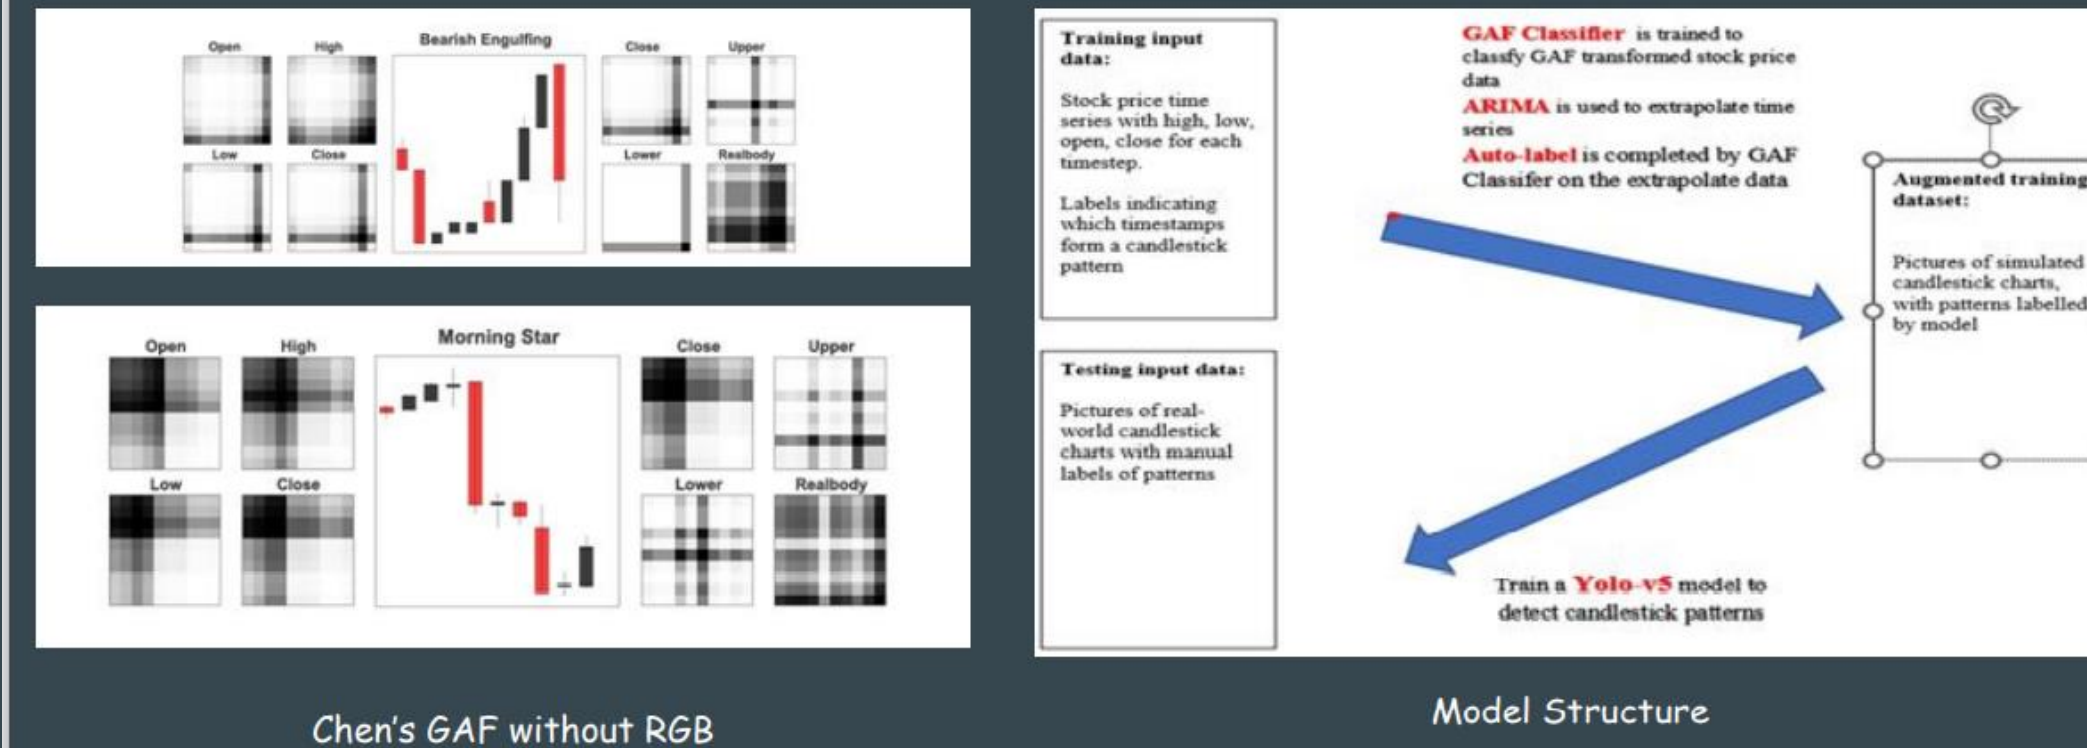 Bearish Engulfing
Open High Close Upper
Low Close Lower Realbody
Morning Star
Open High Close Upper
Low Close Lower Realbody
Chen's GAF without RGB
Training input
data:
Stock price time
series with high, low,
open, close for each
timestep.
Labels indicating
which timestamps
form a candlestick
pattern
Testing input data:
Pictures of real-
world candlestick
charts with manual
labels of patterns
GAF Classifier is trained to
classfy GAF transformed stock price
data
ARIMA is used to extrapolate time
series
Auto-label is completed by GAF
Classifer on the extrapolate data
Augmented training
dataset:
Pictures of simulated
candlestick charts,
with patterns labelled
by model
Train a Yolo-v5 model to
detect candlestick patterns
Model Structure